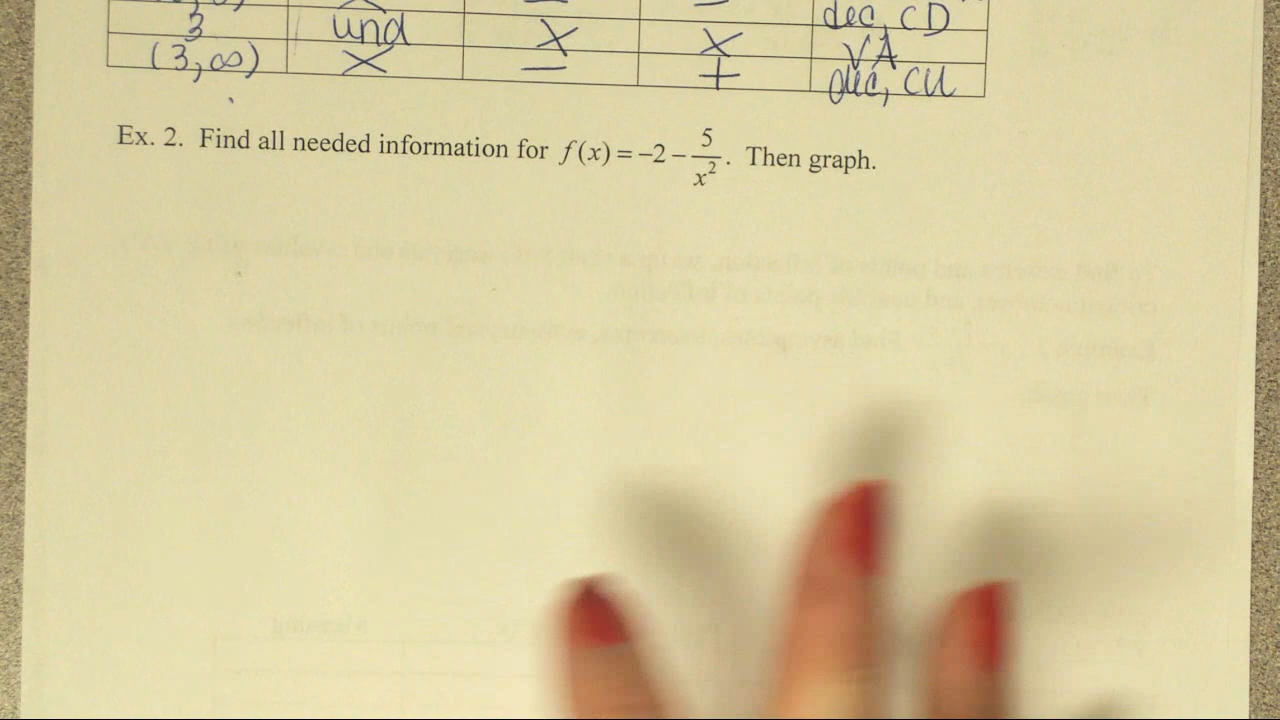 dec, CD
3 und X X VA
(3,∞) X − + dec, CU
Ex. 2. Find all needed information for f(x) = −2 − 5/x². Then graph.